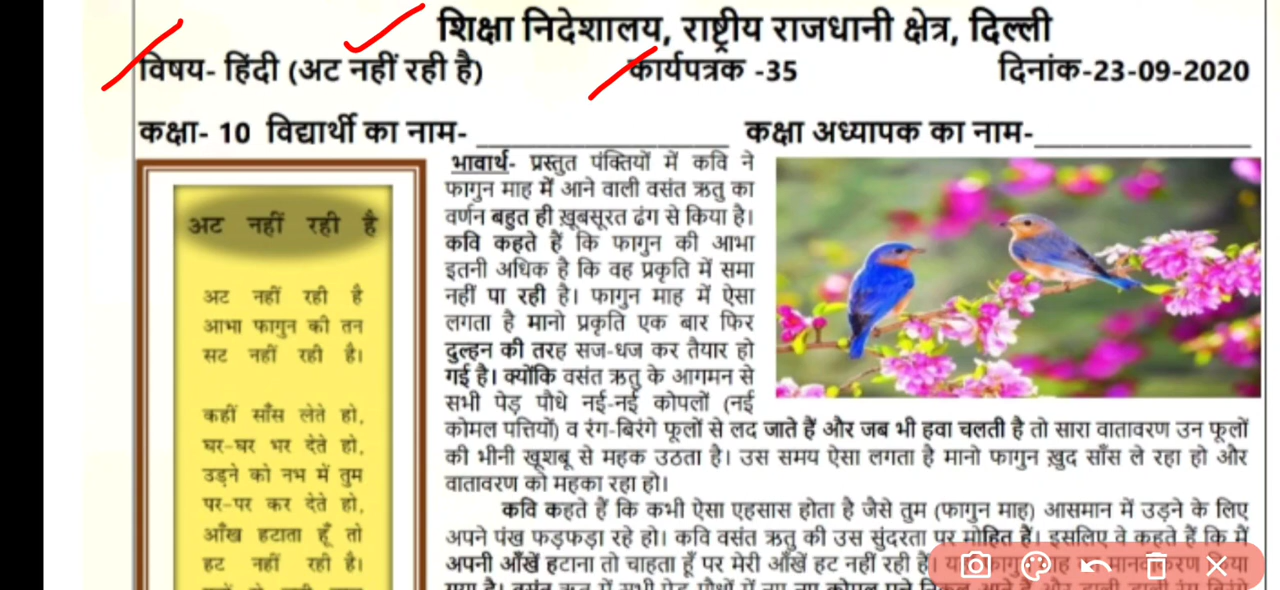 शिक्षा निदेशालय, राष्ट्रीय राजधानी क्षेत्र, दिल्ली
विषय- हिंदी (अट नहीं रही है) कार्यपत्रक -35 दिनांक-23-09-2020
कक्षा- 10 विद्यार्थी का नाम-_______________ कक्षा अध्यापक का नाम-_______________
अट नहीं रही है
अट नहीं रही है
आभा फागुन की तन
सट नहीं रही है।
कहीं साँस लेते हो,
घर-घर भर देते हो,
उड़ने को नभ में तुम
पर-पर कर देते हो,
आँख हटाता हूँ तो
हट नहीं रही है।
भावार्थ- प्रस्तुत पंक्तियों में कवि ने
फागुन माह में आने वाली वसंत ऋतु का
वर्णन बहुत ही ख़ूबसूरत ढंग से किया है।
कवि कहते हैं कि फागुन की आभा
इतनी अधिक है कि वह प्रकृति में समा
नहीं पा रही है। फागुन माह में ऐसा
लगता है मानो प्रकृति एक बार फिर
दुल्हन की तरह सज-धज कर तैयार हो
गई है। क्योंकि वसंत ऋतु के आगमन से
सभी पेड़ पौधे नई-नई कोपलों (नई
कोमल पत्तियों) व रंग-बिरंगे फूलों से लद जाते हैं और जब भी हवा चलती है तो सारा वातावरण उन फूलों
की भीनी खूशबू से महक उठता है। उस समय ऐसा लगता है मानो फागुन ख़ुद साँस ले रहा हो और
वातावरण को महका रहा हो।
कवि कहते हैं कि कभी ऐसा एहसास होता है जैसे तुम (फागुन माह) आसमान में उड़ने के लिए
अपने पंख फड़फड़ा रहे हो। कवि वसंत ऋतु की उस सुंदरता पर मोहित हैं। इसलिए वे कहते हैं कि मैं
अपनी आँखें हटाना तो चाहता हूँ पर मेरी आँखें हट नहीं रही हैं। फागुन माह मानवीकरण किया